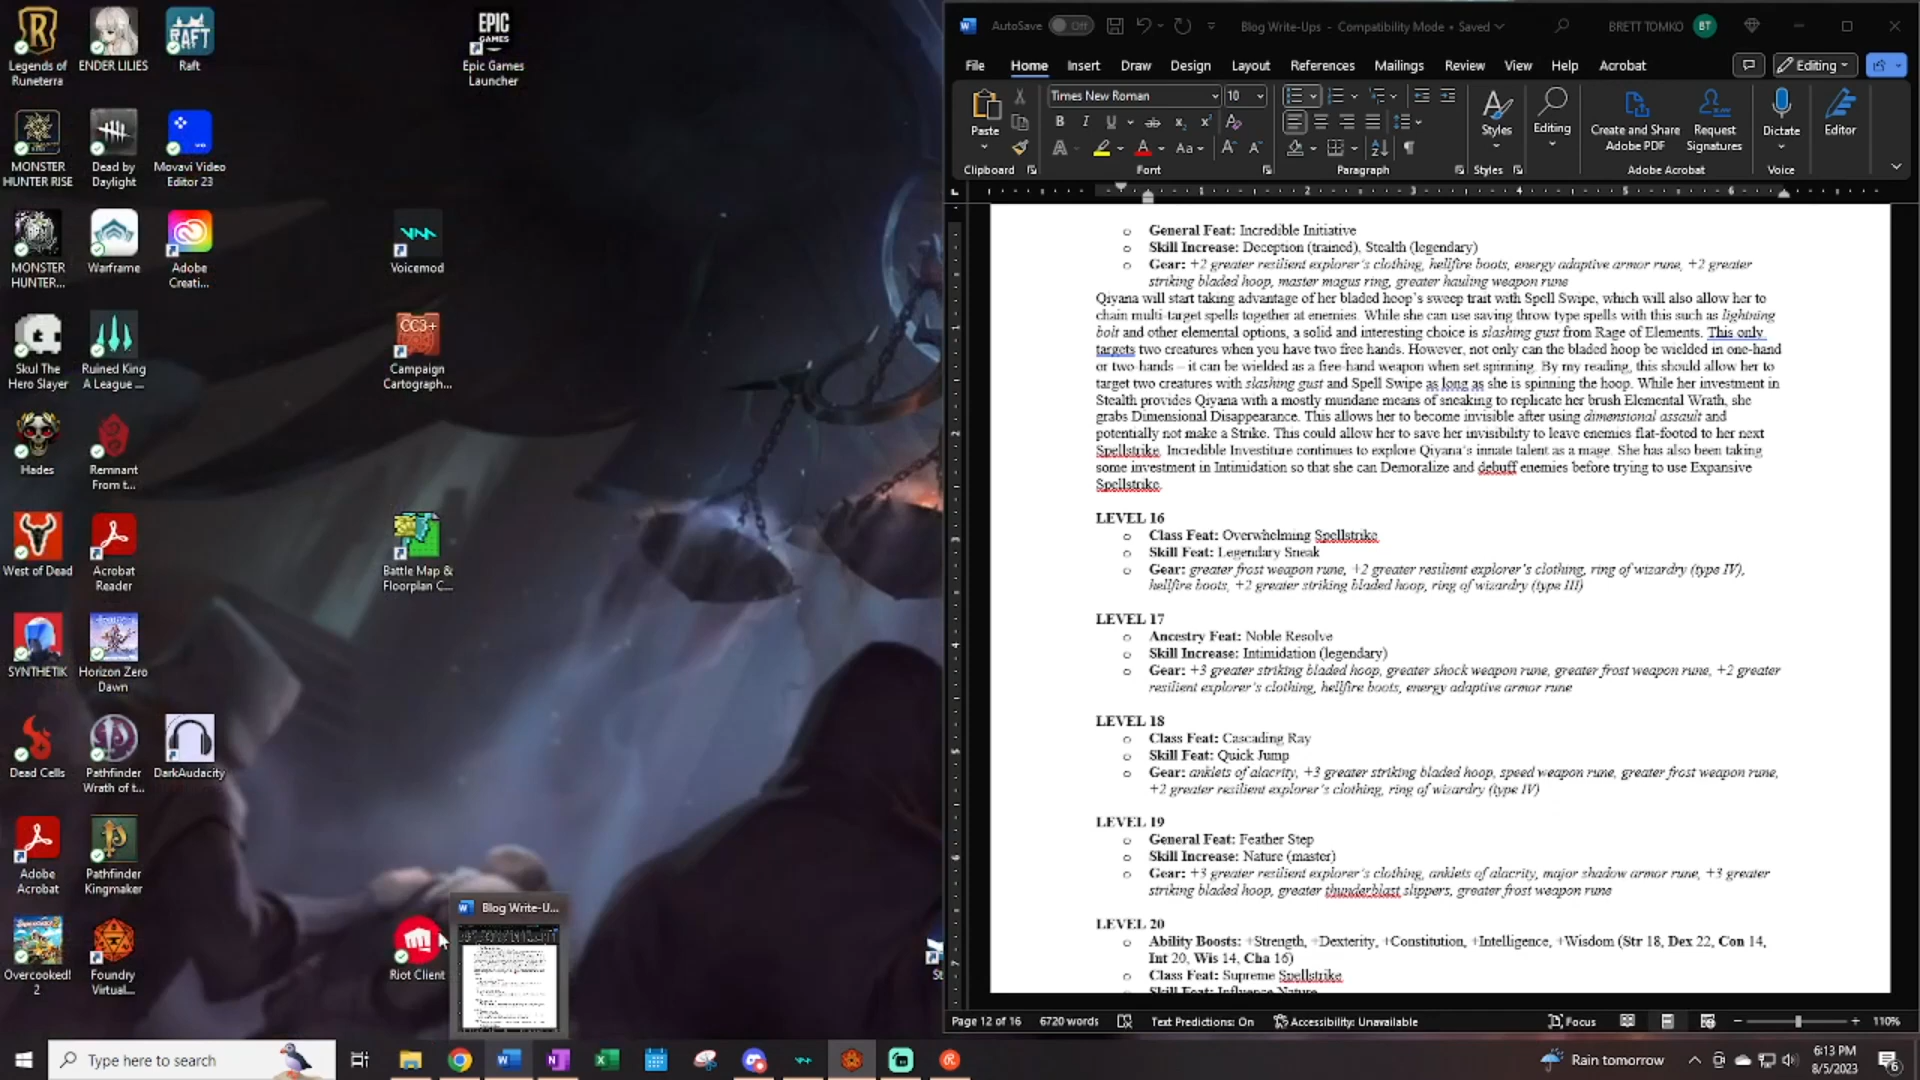 Legends of
Runeterra
ENDER LILIES
Raft
EPIC
GAMES
Epic Games
Launcher
MONSTER
HUNTER RISE
Dead by
Daylight
Movavi Video
Editor 23
MONSTER
HUNTER...
Warframe
Adobe
Creati...
Voicemod
Skul The
Hero Slayer
Ruined King
A League ...
CC3+
Campaign
Cartograph...
Hades
Remnant
From t...
West of Dead
Acrobat
Reader
Battle Map &
Floorplan C...
SYNTHETIK
Horizon Zero
Dawn
Dead Cells
Pathfinder
Wrath of t...
DarkAudacity
Adobe
Acrobat
Pathfinder
Kingmaker
Overcooked!
2
Foundry
Virtual...
Riot Client
Blog Write-U...
St
AutoSave Off
Blog Write-Ups - Compatibility Mode • Saved
BRETT TOMKO BT
File Home Insert Draw Design Layout References Mailings Review View Help Acrobat Editing
Times New Roman 10
Paste
Styles
Editing
Create and Share
Adobe PDF
Request
Signatures
Dictate
Editor
Clipboard Font Paragraph Styles Adobe Acrobat Voice
1 2 3 4 5 6
o General Feat: Incredible Initiative
o Skill Increase: Deception (trained), Stealth (legendary)
o Gear: +2 greater resilient explorer's clothing, hellfire boots, energy adaptive armor rune, +2 greater
striking bladed hoop, master magus ring, greater hauling weapon rune
Qiyana will start taking advantage of her bladed hoop's sweep trait with Spell Swipe, which will also allow her to
chain multi-target spells together at enemies. While she can use saving throw type spells with this such as lightning
bolt and other elemental options, a solid and interesting choice is slashing gust from Rage of Elements. This only
targets two creatures when you have two free hands. However, not only can the bladed hoop be wielded in one-hand
or two-hands – it can be wielded as a free-hand weapon when set spinning. By my reading, this should allow her to
target two creatures with slashing gust and Spell Swipe as long as she is spinning the hoop. While her investment in
Stealth provides Qiyana with a mostly mundane means of sneaking to replicate her brush Elemental Wrath, she
grabs Dimensional Disappearance. This allows her to become invisible after using dimensional assault and
potentially not make a Strike. This could allow her to save her invisibility to leave enemies flat-footed to her next
Spellstrike. Incredible Investiture continues to explore Qiyana's innate talent as a mage. She has also been taking
some investment in Intimidation so that she can Demoralize and debuff enemies before trying to use Expansive
Spellstrike.
LEVEL 16
o Class Feat: Overwhelming Spellstrike
o Skill Feat: Legendary Sneak
o Gear: greater frost weapon rune, +2 greater resilient explorer's clothing, ring of wizardry (type IV),
hellfire boots, +2 greater striking bladed hoop, ring of wizardry (type III)
LEVEL 17
o Ancestry Feat: Noble Resolve
o Skill Increase: Intimidation (legendary)
o Gear: +3 greater striking bladed hoop, greater shock weapon rune, greater frost weapon rune, +2 greater
resilient explorer's clothing, hellfire boots, energy adaptive armor rune
LEVEL 18
o Class Feat: Cascading Ray
o Skill Feat: Quick Jump
o Gear: anklets of alacrity, +3 greater striking bladed hoop, speed weapon rune, greater frost weapon rune,
+2 greater resilient explorer's clothing, ring of wizardry (type IV)
LEVEL 19
o General Feat: Feather Step
o Skill Increase: Nature (master)
o Gear: +3 greater resilient explorer's clothing, anklets of alacrity, major shadow armor rune, +3 greater
striking bladed hoop, greater thunderblast slippers, greater frost weapon rune
LEVEL 20
o Ability Boosts: +Strength, +Dexterity, +Constitution, +Intelligence, +Wisdom (Str 18, Dex 22, Con 14,
Int 20, Wis 14, Cha 16)
o Class Feat: Supreme Spellstrike
Skill Feat: Influence Nature
Page 12 of 16 6720 words Text Predictions: On Accessibility: Unavailable Focus 110%
Type here to search
Rain tomorrow
6:13 PM
8/5/2023
6